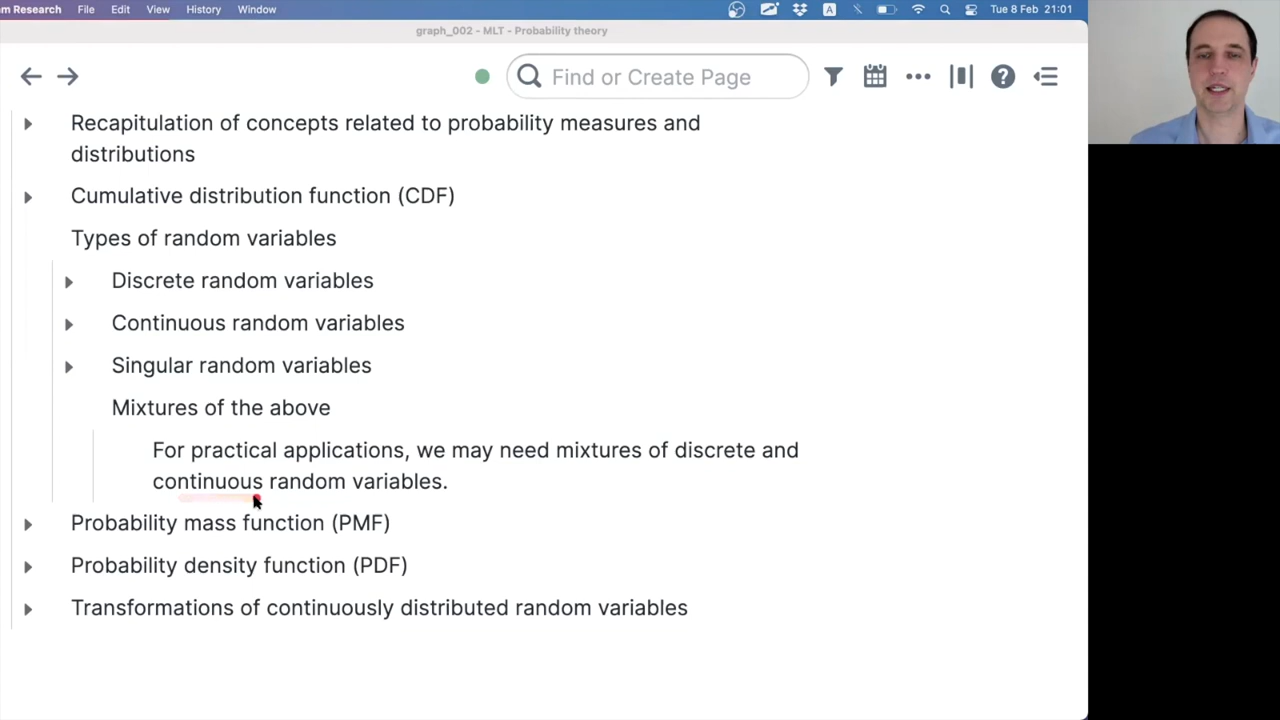 m Research File Edit View History Window A Tue 8 Feb 21:01
graph_002 - MLT - Probability theory
Find or Create Page
Recapitulation of concepts related to probability measures and
distributions
Cumulative distribution function (CDF)
Types of random variables
Discrete random variables
Continuous random variables
Singular random variables
Mixtures of the above
For practical applications, we may need mixtures of discrete and
continuous random variables.
Probability mass function (PMF)
Probability density function (PDF)
Transformations of continuously distributed random variables